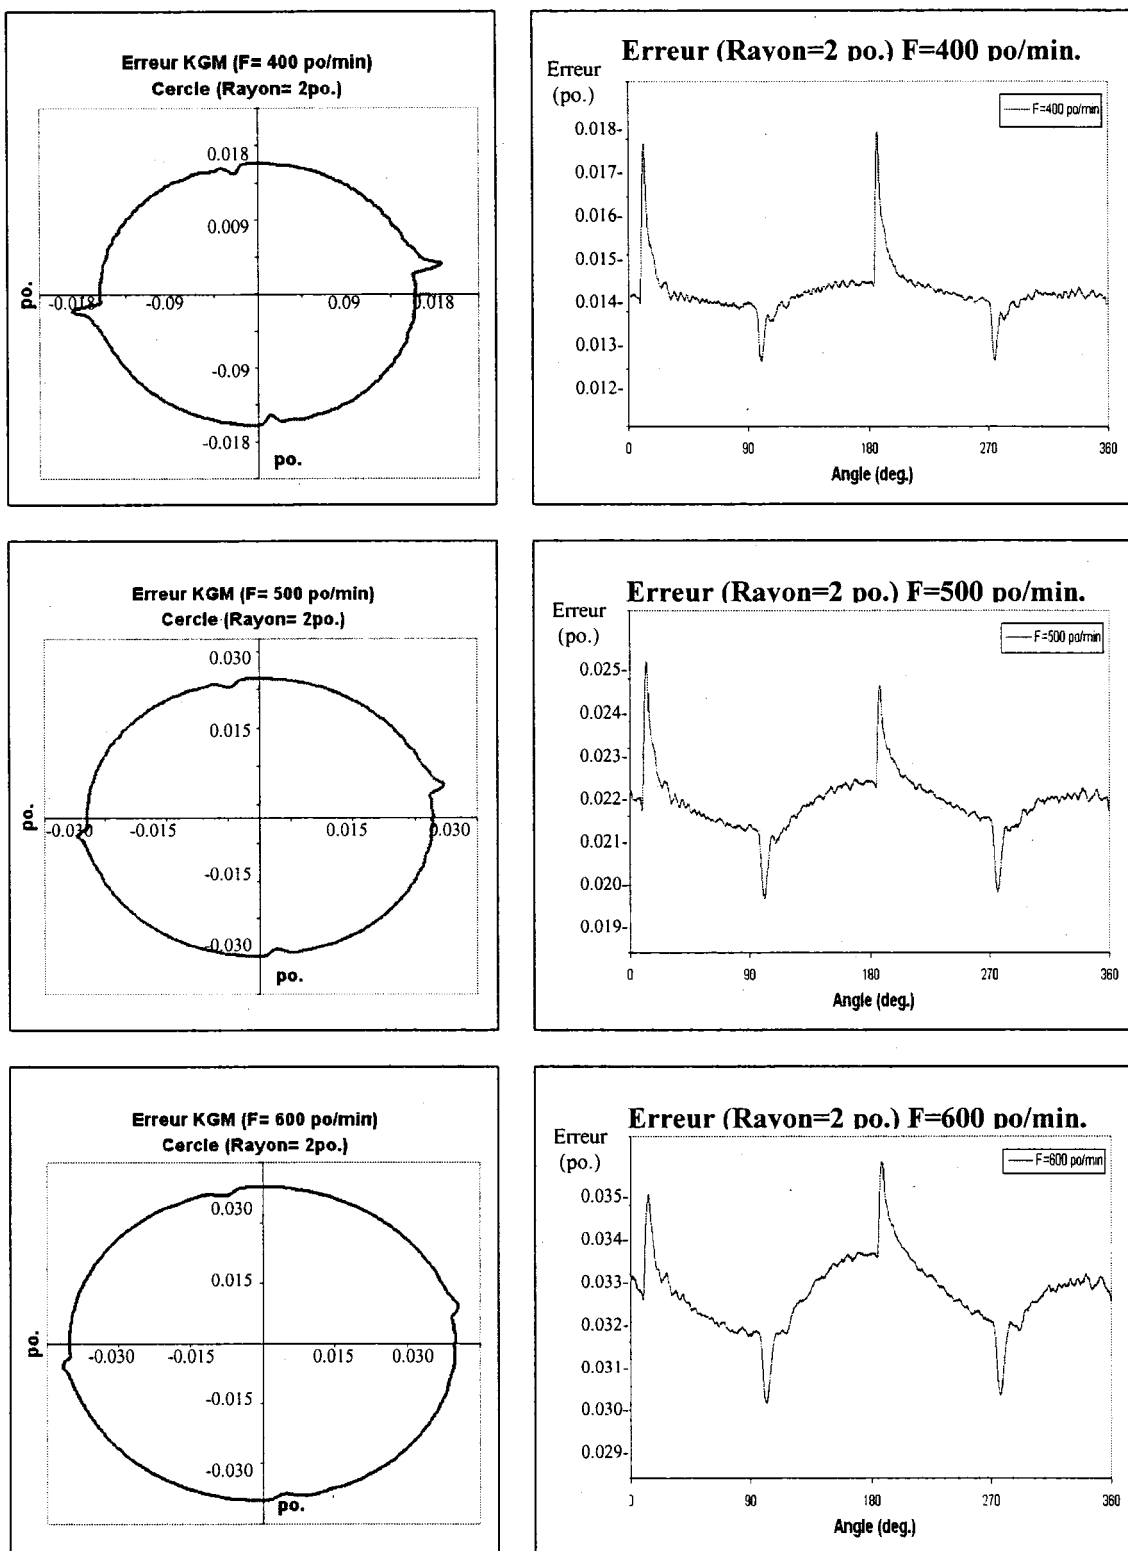 Erreur KGM (F= 400 po/min)
Cercle (Rayon= 2po.)
0.018
0.009
-0.018
-0.09
0.09
0.018
-0.09
-0.018
po.
po.
Erreur (Rayon=2 po.) F=400 po/min.
Erreur
(po.)
F=400 po/min
0.018-
0.017-
0.016-
0.015-
0.014-
0.013-
0.012-
0
90
180
270
360
Angle (deg.)
Erreur KGM (F= 500 po/min)
Cercle (Rayon= 2po.)
0.030
0.015
-0.030
-0.015
0.015
0.030
-0.015
-0.030
po.
po.
Erreur (Rayon=2 po.) F=500 po/min.
Erreur
(po.)
F=500 po/min
0.025-
0.024-
0.023-
0.022-
0.021-
0.020-
0.019-
0
90
180
270
360
Angle (deg.)
Erreur KGM (F= 600 po/min)
Cercle (Rayon= 2po.)
0.030
0.015
-0.030
-0.015
0.015
0.030
-0.015
-0.030
po.
po.
Erreur (Rayon=2 po.) F=600 po/min.
Erreur
(po.)
F=600 po/min
0.035-
0.034-
0.033-
0.032-
0.031-
0.030-
0.029-
0
90
180
270
360
Angle (deg.)